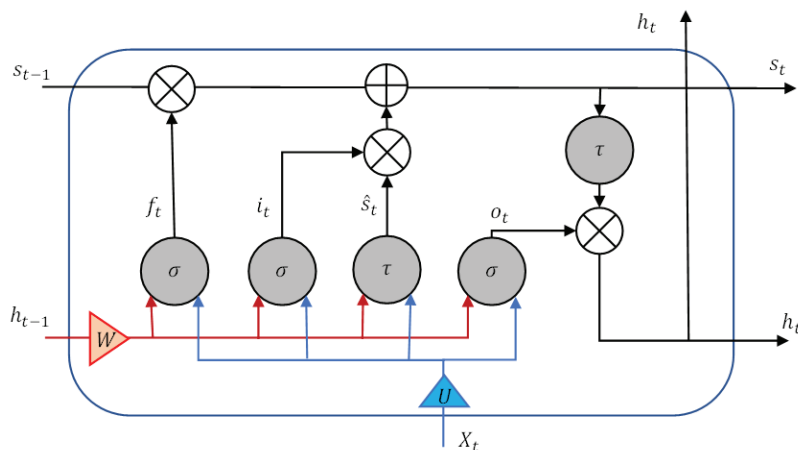 h_t
s_{t-1}
s_t
τ
f_t
i_t
ŝ_t
o_t
σ
σ
τ
σ
h_{t-1}
W
h_t
U
X_t